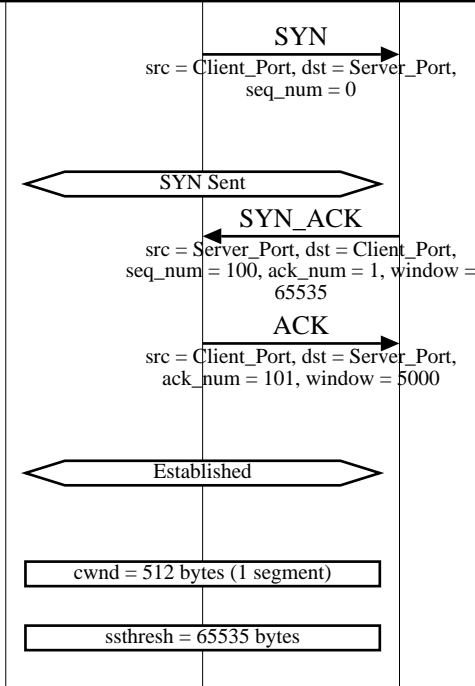 SYN
src = Client_Port, dst = Server_Port,
seq_num = 0
SYN Sent
SYN_ACK
src = Server_Port, dst = Client_Port,
seq_num = 100, ack_num = 1, window =
65535
ACK
src = Client_Port, dst = Server_Port,
ack_num = 101, window = 5000
Established
cwnd = 512 bytes (1 segment)
ssthresh = 65535 bytes